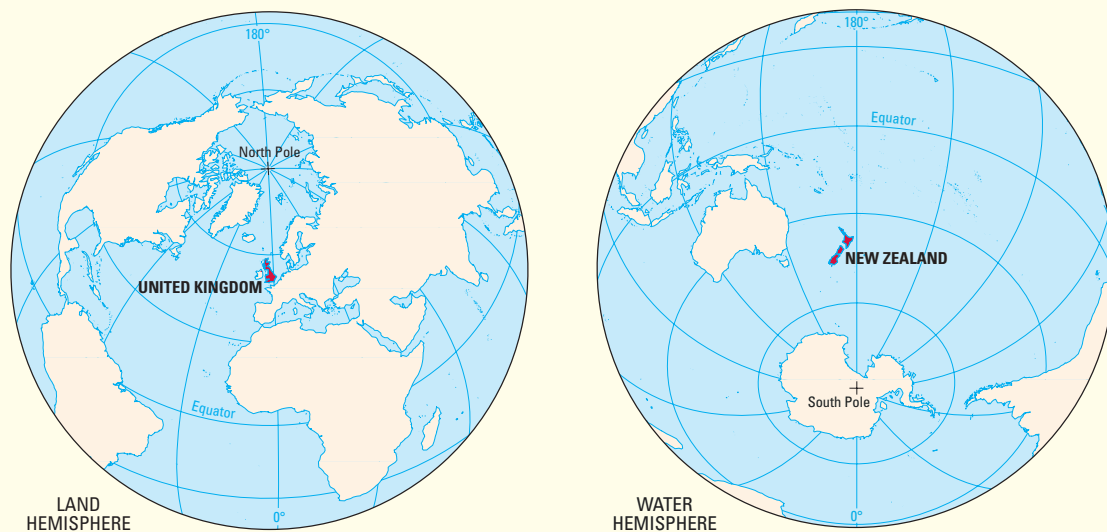 180°
North Pole
UNITED KINGDOM
Equator
0°
LAND
HEMISPHERE
180°
Equator
NEW ZEALAND
South Pole
0°
WATER
HEMISPHERE